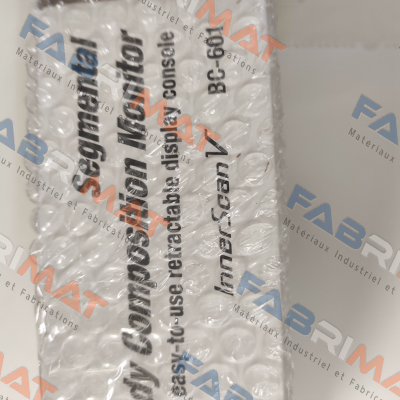 Segmental
dy Composition Monitor
easy-to-use retractable display console
InnerScan V BC-601
FABRIMAT
Materiaux Industriel et Fabrications